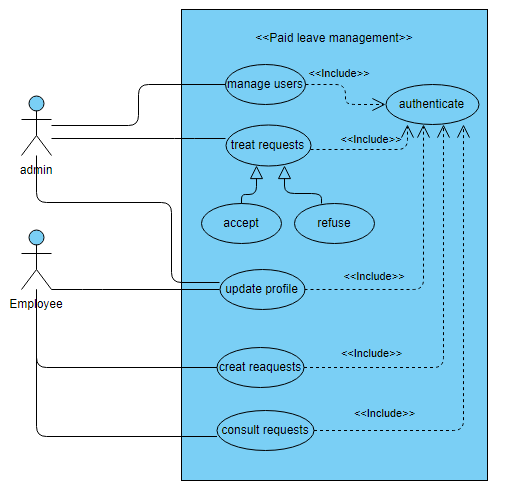 <<Paid leave management>>
manage users
<<Include>>
authenticate
treat requests
<<Include>>
admin
accept
refuse
<<Include>>
update profile
Employee
<<Include>>
creat reaquests
<<Include>>
consult requests